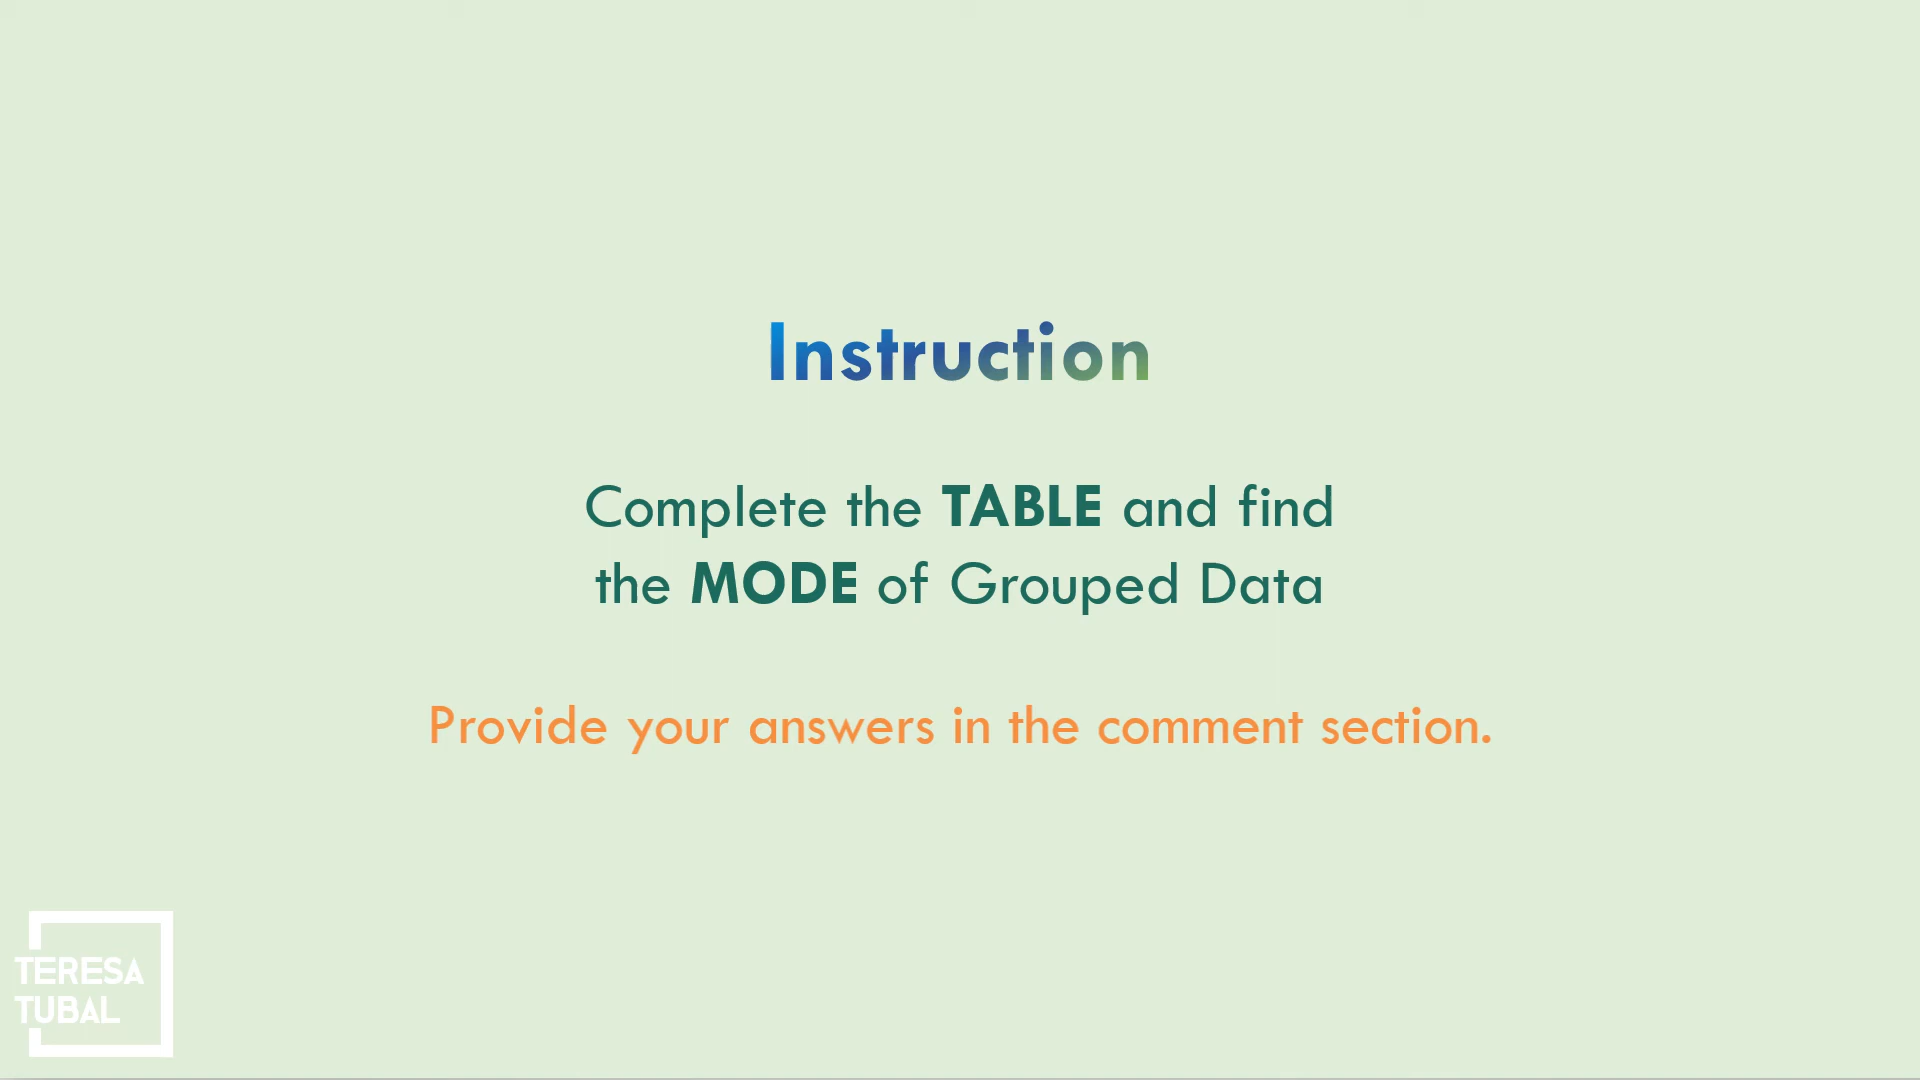 Instruction
Complete the TABLE and find
the MODE of Grouped Data
Provide your answers in the comment section.
TERESA
TUBAL